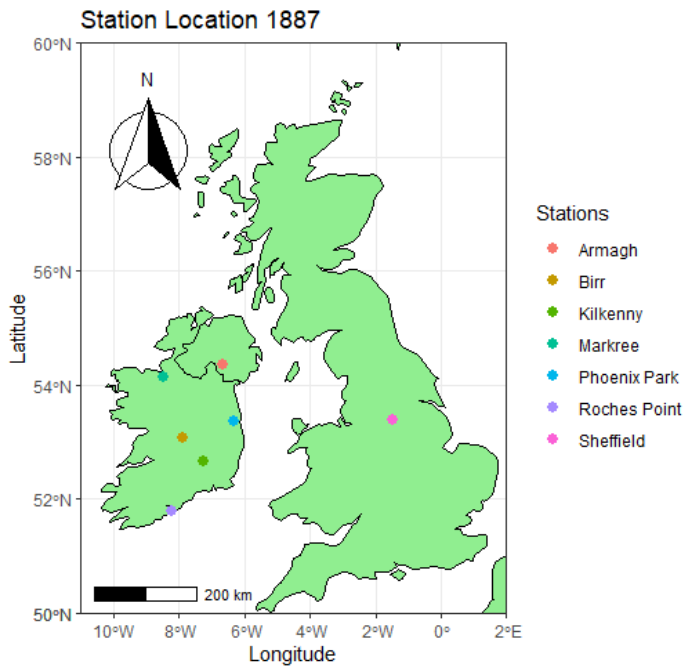 Station Location 1887
60°N
58°N
56°N
54°N
52°N
50°N
Latitude
N
200 km
10°W
8°W
6°W
4°W
2°W
0°
2°E
Longitude
Stations
Armagh
Birr
Kilkenny
Markree
Phoenix Park
Roches Point
Sheffield